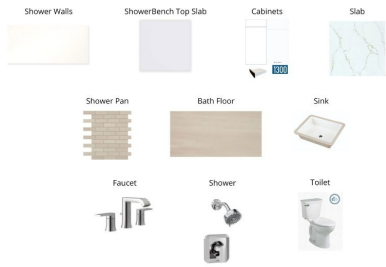 Shower Walls
ShowerBench Top Slab
Cabinets
Slab
1300
Shower Pan
Bath Floor
Sink
Faucet
Shower
Toilet